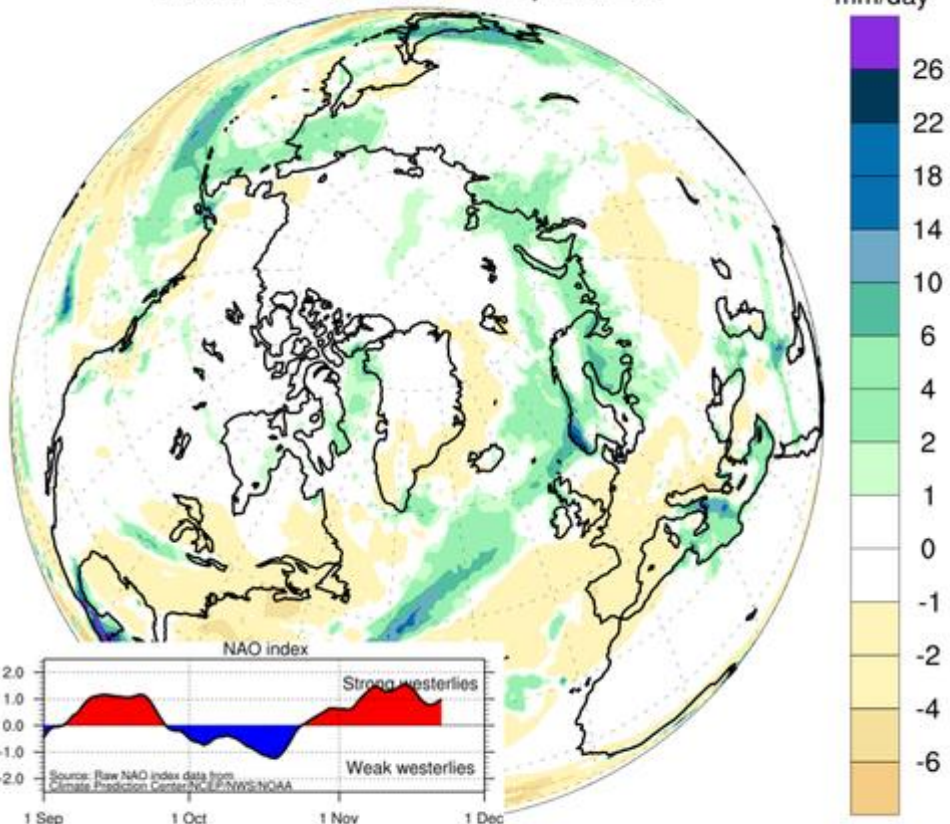 mm/day
26
22
18
14
10
6
4
2
1
0
-1
-2
-4
-6
NAO index
2.0
1.0
0.0
-1.0
-2.0
Strong westerlies
Weak westerlies
Source: Raw NAO index data from
Climate Prediction Center/NCEP/NWS/NOAA
1 Sep
1 Oct
1 Nov
1 Dec